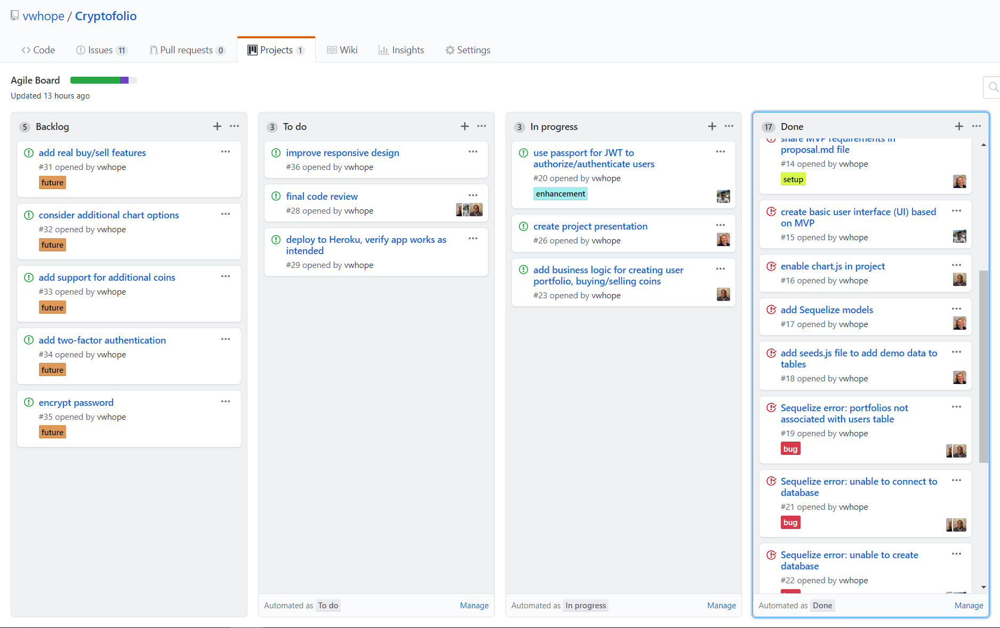 vwhope / Cryptofolio
Code
Issues 11
Pull requests 0
Projects 1
Wiki
Insights
Settings
Agile Board
Updated 13 hours ago
5 Backlog
add real buy/sell features
#31 opened by vwhope
future
consider additional chart options
#32 opened by vwhope
future
add support for additional coins
#33 opened by vwhope
future
add two-factor authentication
#34 opened by vwhope
future
encrypt password
#35 opened by vwhope
future
3 To do
improve responsive design
#36 opened by vwhope
final code review
#28 opened by vwhope
deploy to Heroku, verify app works as
intended
#29 opened by vwhope
Automated as To do
Manage
3 In progress
use passport for JWT to
authorize/authenticate users
#20 opened by vwhope
enhancement
create project presentation
#26 opened by vwhope
add business logic for creating user
portfolio, buying/selling coins
#23 opened by vwhope
Automated as In progress
Manage
17 Done
share MVP requirements in
proposal.md file
#14 opened by vwhope
setup
create basic user interface (UI) based
on MVP
#15 opened by vwhope
enable chart.js in project
#16 opened by vwhope
add Sequelize models
#17 opened by vwhope
add seeds.js file to add demo data to
tables
#18 opened by vwhope
Sequelize error: portfolios not
associated with users table
#19 opened by vwhope
bug
Sequelize error: unable to connect to
database
#21 opened by vwhope
bug
Sequelize error: unable to create
database
#22 opened by vwhope
Automated as Done
Manage